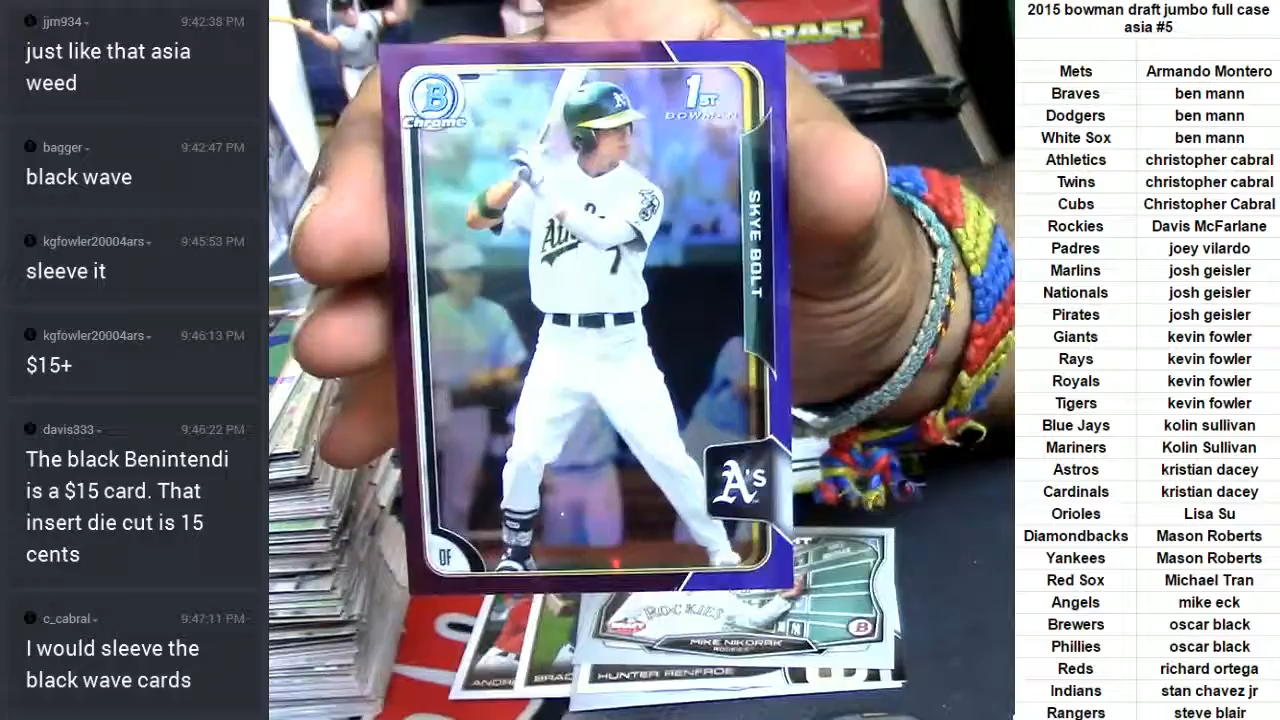 jjm934 9:42:38 PM
just like that asia
weed
bagger 9:42:47 PM
black wave
kgfowler20004ars 9:45:53 PM
sleeve it
kgfowler20004ars 9:46:13 PM
$15+
davis333 9:46:22 PM
The black Benintendi
is a $15 card. That
insert die cut is 15
cents
c_cabral 9:47:11 PM
I would sleeve the
black wave cards
DRAFT
B
Chrome
1ST
BOWMAN
SKYE BOLT
7
A's
OF
ROCKIES
MIKE NIKORAK
ROCKIES
B
HUNTER RENFROE
2015 bowman draft jumbo full case
asia #5
Mets Armando Montero
Braves ben mann
Dodgers ben mann
White Sox ben mann
Athletics christopher cabral
Twins christopher cabral
Cubs Christopher Cabral
Rockies Davis McFarlane
Padres joey vilardo
Marlins josh geisler
Nationals josh geisler
Pirates josh geisler
Giants kevin fowler
Rays kevin fowler
Royals kevin fowler
Tigers kevin fowler
Blue Jays kolin sullivan
Mariners Kolin Sullivan
Astros kristian dacey
Cardinals kristian dacey
Orioles Lisa Su
Diamondbacks Mason Roberts
Yankees Mason Roberts
Red Sox Michael Tran
Angels mike eck
Brewers oscar black
Phillies oscar black
Reds richard ortega
Indians stan chavez jr
Rangers steve blair